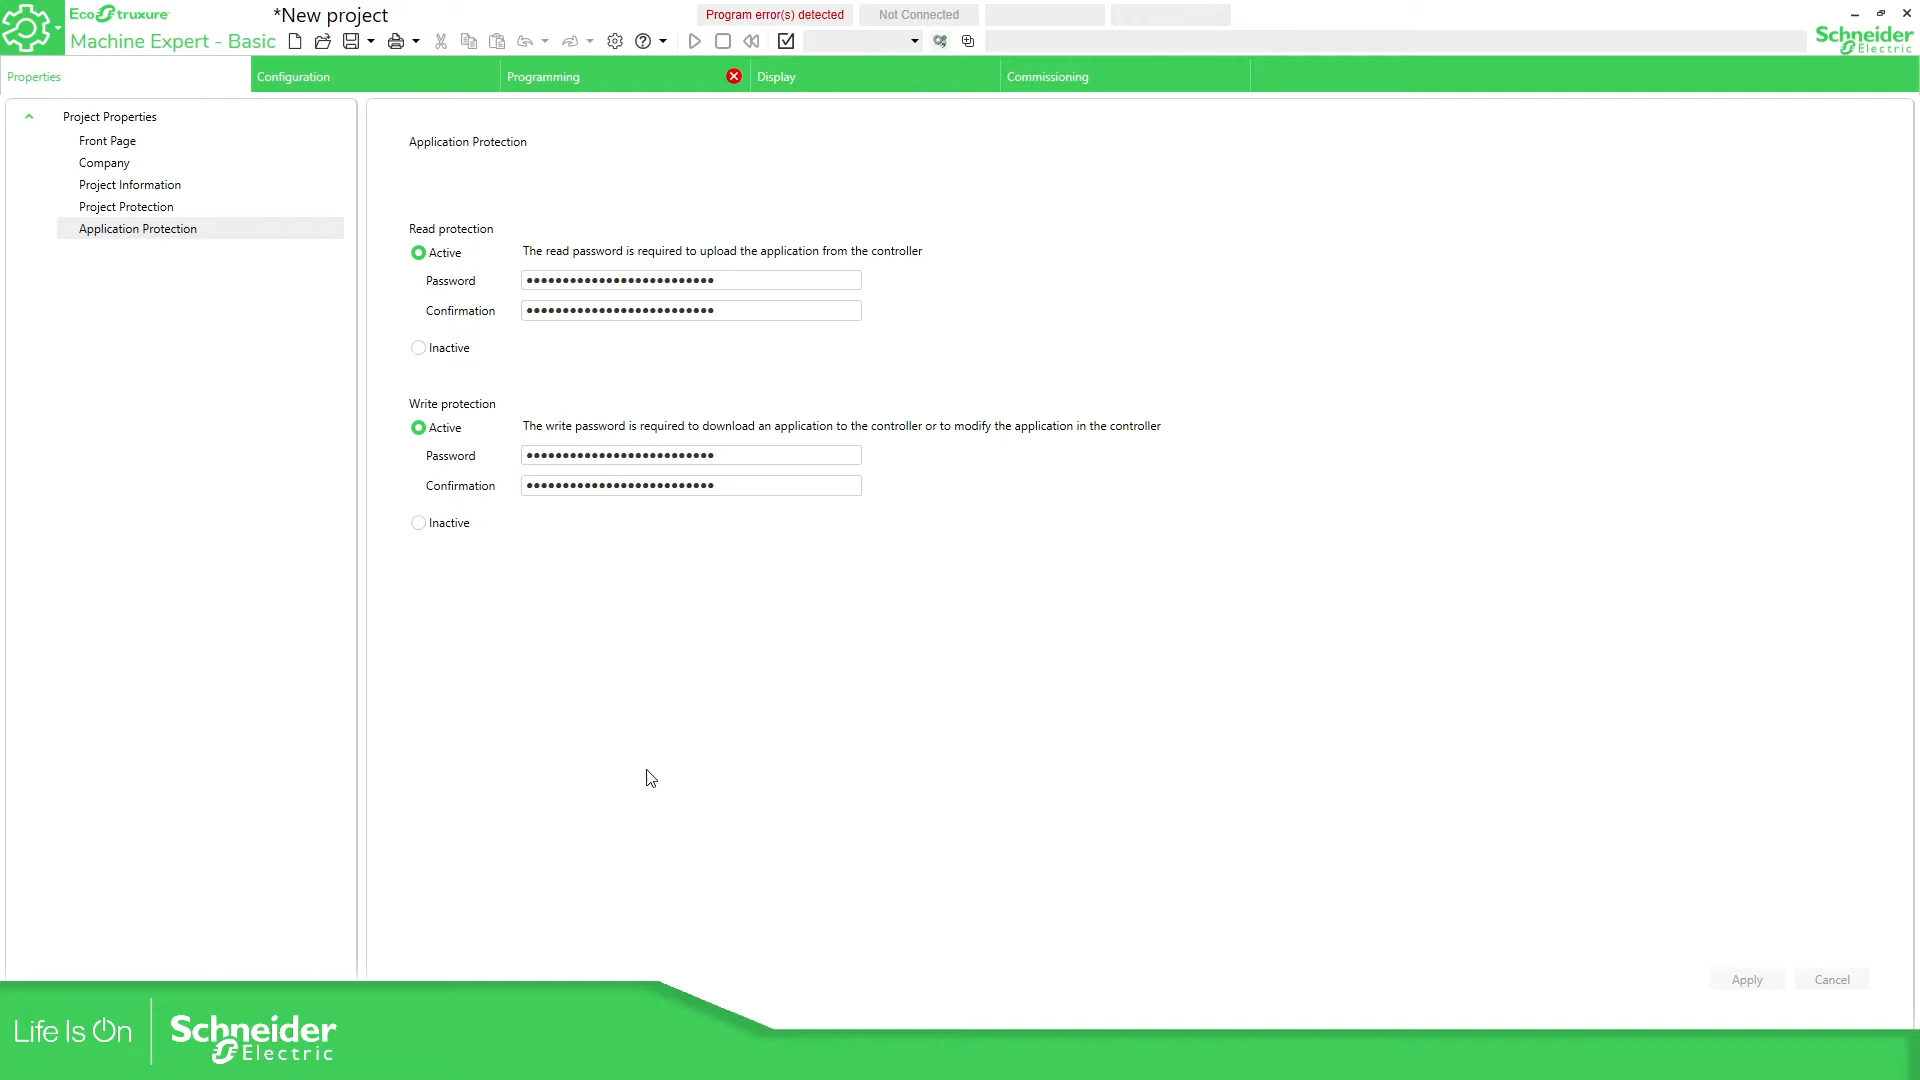 EcoStruxure
Machine Expert - Basic
*New project
Program error(s) detected
Not Connected
Schneider
Electric
Properties
Configuration
Programming
Display
Commissioning
Project Properties
Front Page
Company
Project Information
Project Protection
Application Protection
Application Protection
Read protection
Active
The read password is required to upload the application from the controller
Password
••••••••••••••••••••••••••
Confirmation
••••••••••••••••••••••••••
Inactive
Write protection
Active
The write password is required to download an application to the controller or to modify the application in the controller
Password
••••••••••••••••••••••••••
Confirmation
••••••••••••••••••••••••••
Inactive
Apply
Cancel
Life Is On
Schneider
Electric